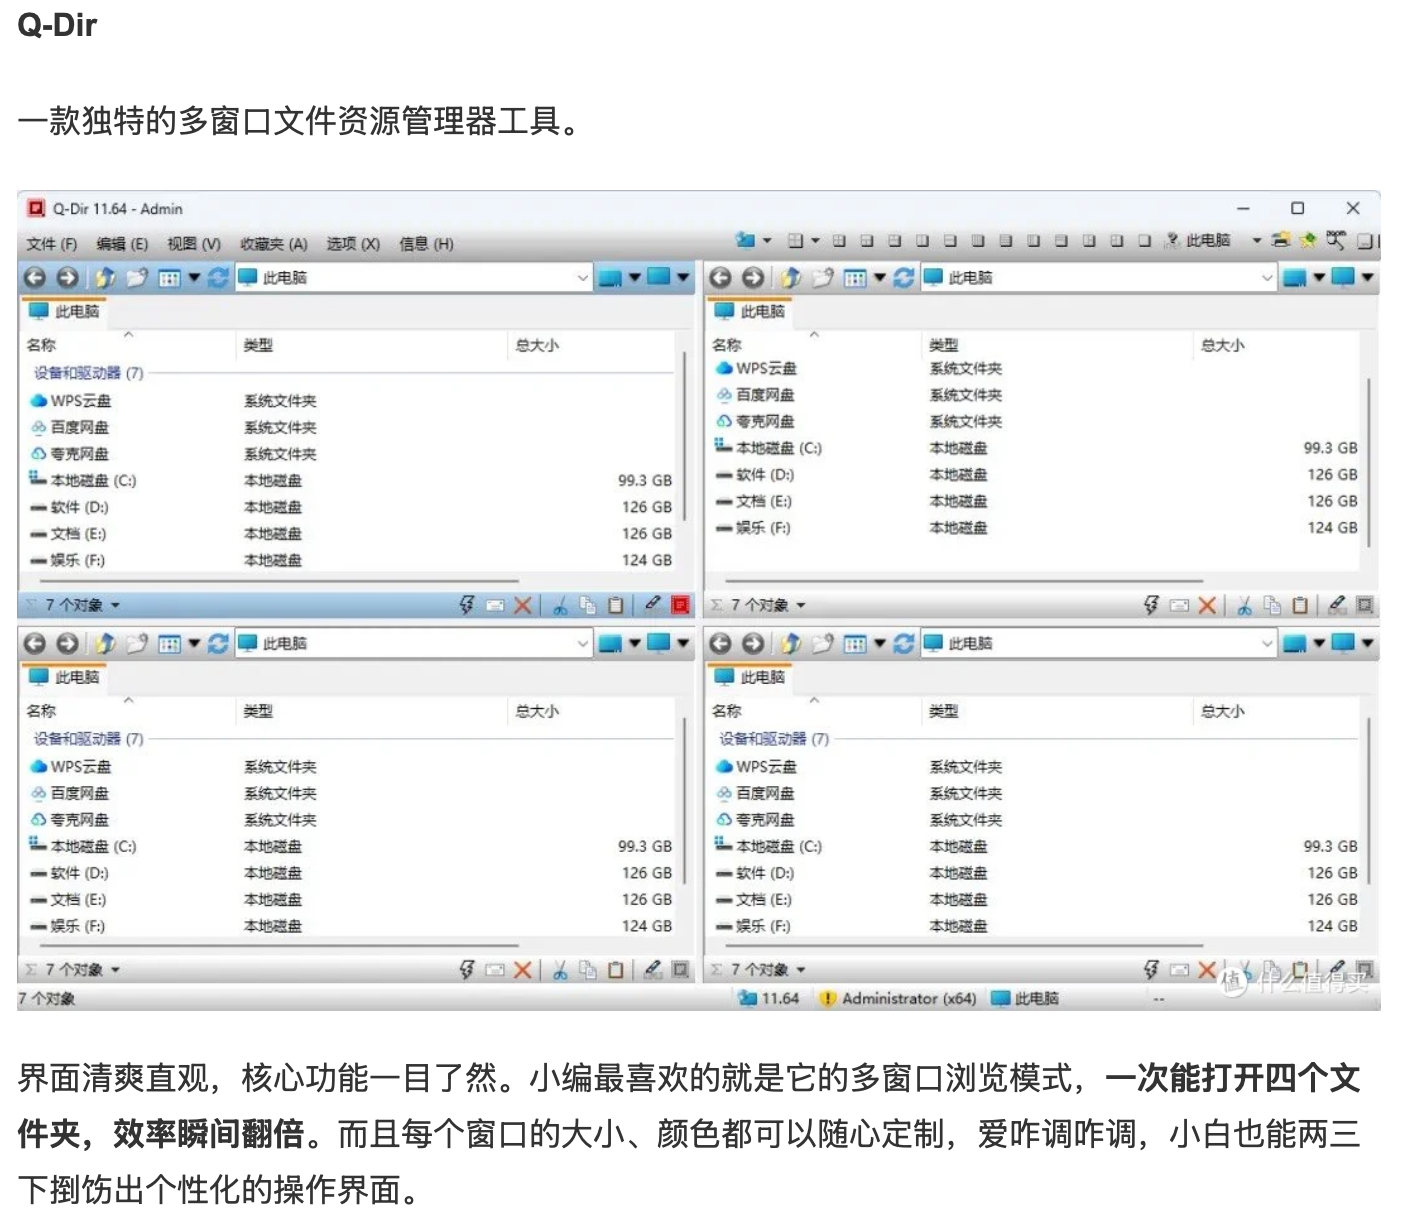 Q-Dir
一款独特的多窗口文件资源管理器工具。
Q-Dir 11.64 - Admin
文件 (F) 编辑 (E) 视图 (V) 收藏夹 (A) 选项 (X) 信息 (H) 此电脑
此电脑
此电脑
名称 类型 总大小
设备和驱动器 (7)
WPS云盘 系统文件夹
百度网盘 系统文件夹
夸克网盘 系统文件夹
本地磁盘 (C:) 本地磁盘 99.3 GB
软件 (D:) 本地磁盘 126 GB
文档 (E:) 本地磁盘 126 GB
娱乐 (F:) 本地磁盘 124 GB
7 个对象
此电脑
此电脑
名称 类型 总大小
WPS云盘 系统文件夹
百度网盘 系统文件夹
夸克网盘 系统文件夹
本地磁盘 (C:) 本地磁盘 99.3 GB
软件 (D:) 本地磁盘 126 GB
文档 (E:) 本地磁盘 126 GB
娱乐 (F:) 本地磁盘 124 GB
7 个对象
此电脑
此电脑
名称 类型 总大小
设备和驱动器 (7)
WPS云盘 系统文件夹
百度网盘 系统文件夹
夸克网盘 系统文件夹
本地磁盘 (C:) 本地磁盘 99.3 GB
软件 (D:) 本地磁盘 126 GB
文档 (E:) 本地磁盘 126 GB
娱乐 (F:) 本地磁盘 124 GB
7 个对象
此电脑
此电脑
名称 类型 总大小
设备和驱动器 (7)
WPS云盘 系统文件夹
百度网盘 系统文件夹
夸克网盘 系统文件夹
本地磁盘 (C:) 本地磁盘 99.3 GB
软件 (D:) 本地磁盘 126 GB
文档 (E:) 本地磁盘 126 GB
娱乐 (F:) 本地磁盘 124 GB
7 个对象
7 个对象 11.64 Administrator (x64) 此电脑 --
值 什么值得买
界面清爽直观，核心功能一目了然。小编最喜欢的就是它的多窗口浏览模式，一次能打开四个文
件夹，效率瞬间翻倍。而且每个窗口的大小、颜色都可以随心定制，爱咋调咋调，小白也能两三
下捯饬出个性化的操作界面。